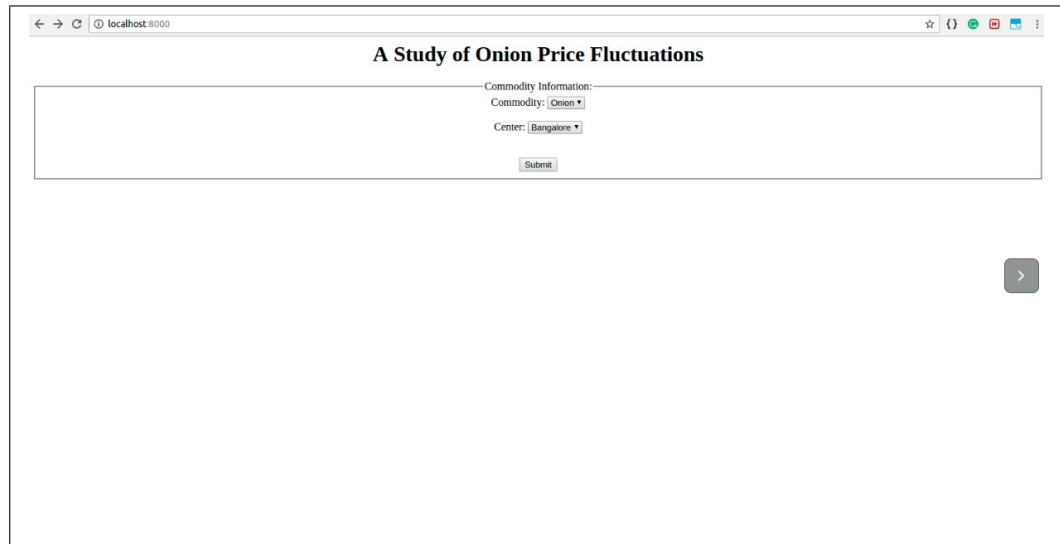 localhost:8000
A Study of Onion Price Fluctuations
Commodity Information:
Commodity: Onion
Center: Bangalore
Submit